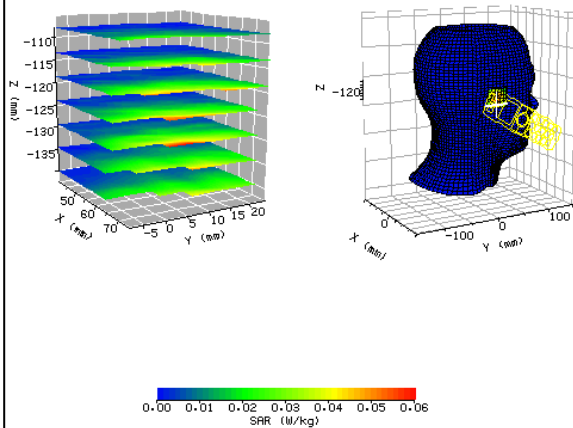 -110
-115
-120
-125
-130
-135
Z (mm)
50
60
70
X (mm)
-5 0 5 10 15 20
Y (mm)
Z
-120
0
X (mm)
-100 0 100
Y (mm)
0.00 0.01 0.02 0.03 0.04 0.05 0.06
SAR (W/kg)